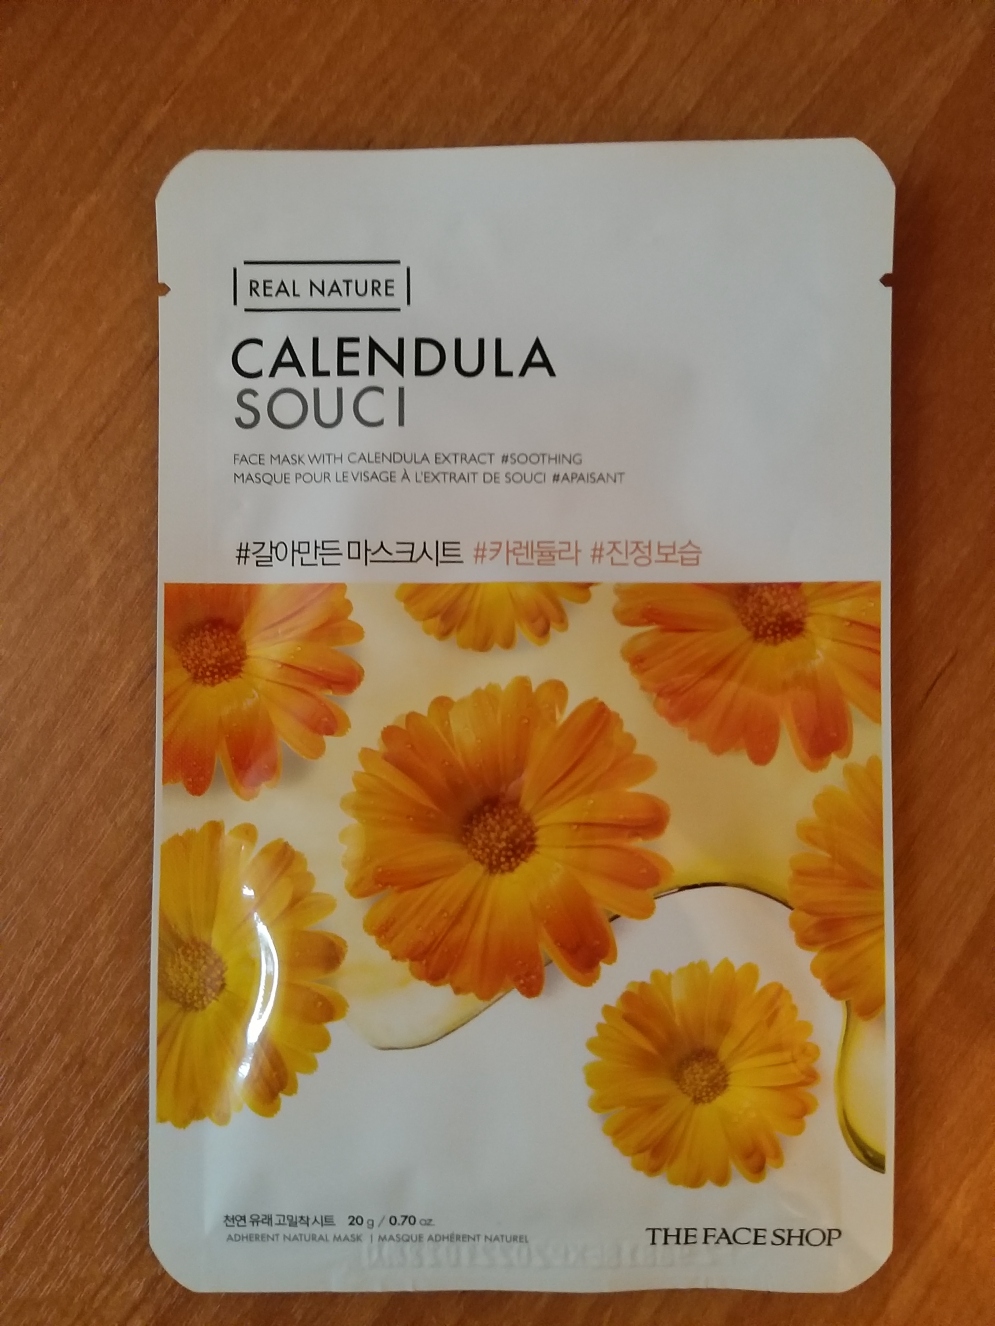 REAL NATURE
CALENDULA
SOUCI
FACE MASK WITH CALENDULA EXTRACT #SOOTHING
MASQUE POUR LE VISAGE À L'EXTRAIT DE SOUCI #APAISANT
#갈아만든 마스크시트 #카렌듈라 #진정보습
천연 유래 고밀착 시트 20 g / 0.70 oz.
ADHERENT NATURAL MASK | MASQUE ADHÉRENT NATUREL
THE FACE SHOP